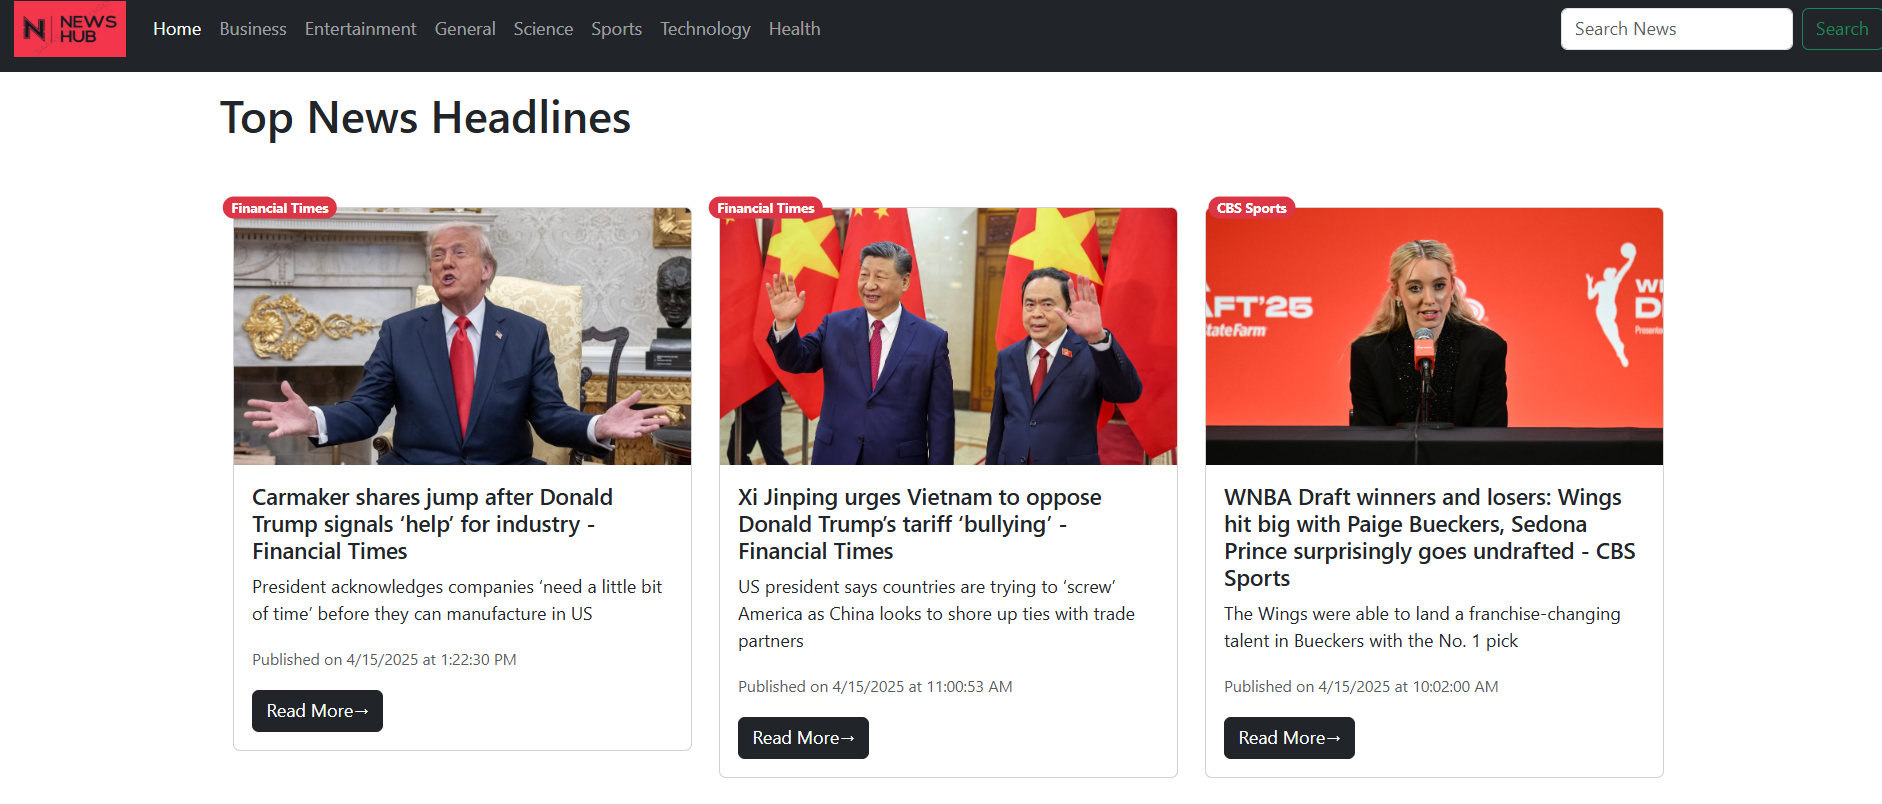 NEWS
HUB
Home Business Entertainment General Science Sports Technology Health
Search News
Search
Top News Headlines
Financial Times
Carmaker shares jump after Donald
Trump signals ‘help’ for industry -
Financial Times
President acknowledges companies ‘need a little bit
of time’ before they can manufacture in US
Published on 4/15/2025 at 1:22:30 PM
Read More→
Financial Times
Xi Jinping urges Vietnam to oppose
Donald Trump’s tariff ‘bullying’ -
Financial Times
US president says countries are trying to ‘screw’
America as China looks to shore up ties with trade
partners
Published on 4/15/2025 at 11:00:53 AM
Read More→
CBS Sports
AFT'25
StateFarm
W
D
Presented
WNBA Draft winners and losers: Wings
hit big with Paige Bueckers, Sedona
Prince surprisingly goes undrafted - CBS
Sports
The Wings were able to land a franchise-changing
talent in Bueckers with the No. 1 pick
Published on 4/15/2025 at 10:02:00 AM
Read More→